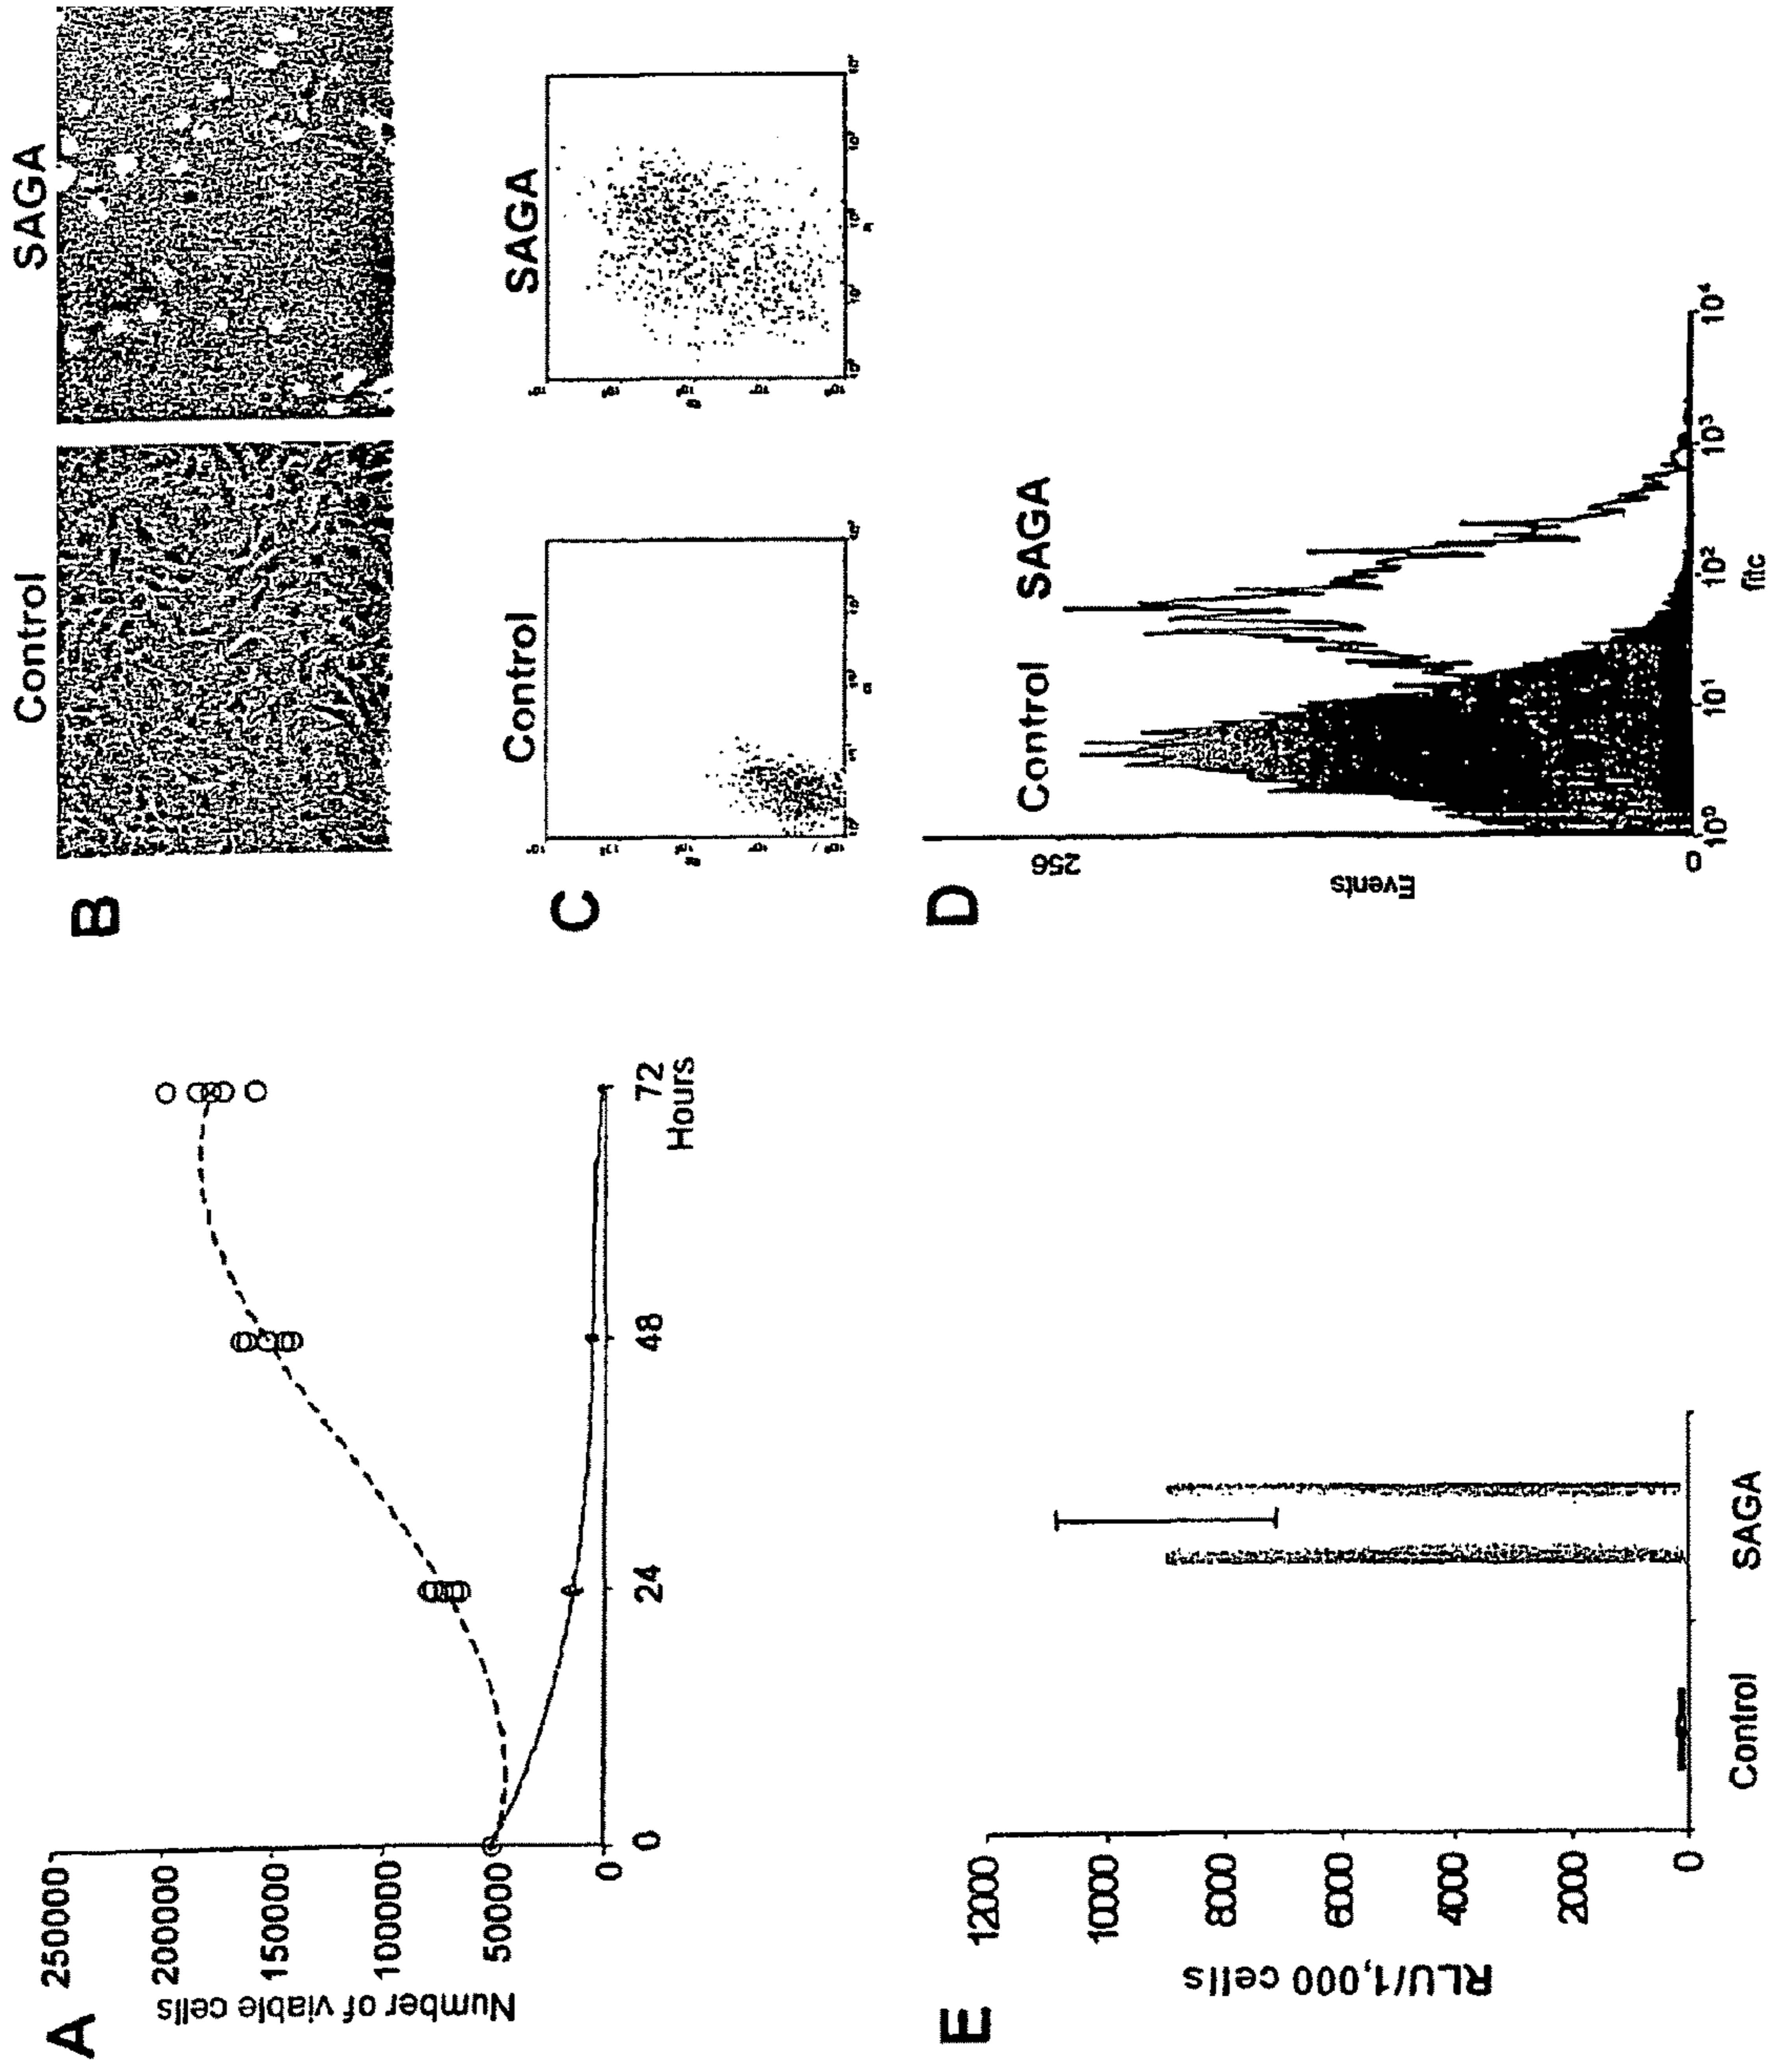 A
Number of viable cells
250000
200000
150000
100000
50000
0
0
24
48
72
Hours
B
Control
SAGA
C
Control
SAGA
D
Control
SAGA
Events
256
0
10⁰
10¹
10²
10³
10⁴
fitc
E
RLU/1,000 cells
12000
10000
8000
6000
4000
2000
0
Control
SAGA